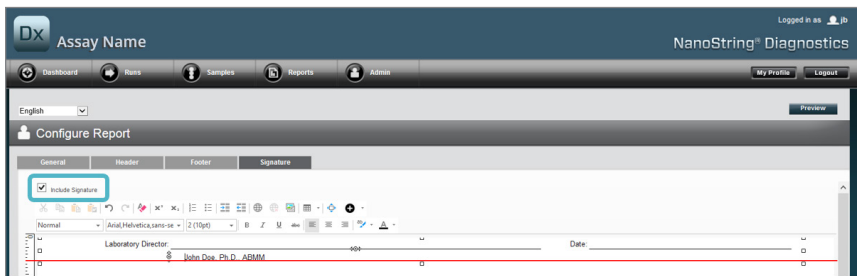 Logged in as jb
Dx Assay Name
NanoString® Diagnostics
Dashboard Runs Samples Reports Admin My Profile Logout
English Preview
Configure Report
General Header Footer Signature
Include Signature
Normal Arial,Helvetica,sans-se 2 (10pt) B I U abc A
Laboratory Director: Date:
John Doe, Ph.D., ABMM